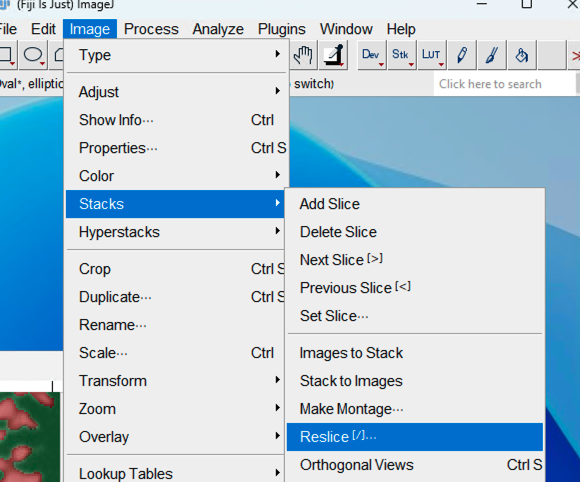 (Fiji Is Just) ImageJ
File Edit Image Process Analyze Plugins Window Help
Type
Dev Stk LUT
switch)
Click here to search
Adjust
Show Info... Ctrl
Properties... Ctrl S
Color
Stacks
Hyperstacks
Crop Ctrl S
Duplicate... Ctrl S
Rename...
Scale... Ctrl
Transform
Zoom
Overlay
Lookup Tables
Add Slice
Delete Slice
Next Slice [>]
Previous Slice [<]
Set Slice...
Images to Stack
Stack to Images
Make Montage...
Reslice [/]...
Orthogonal Views Ctrl S